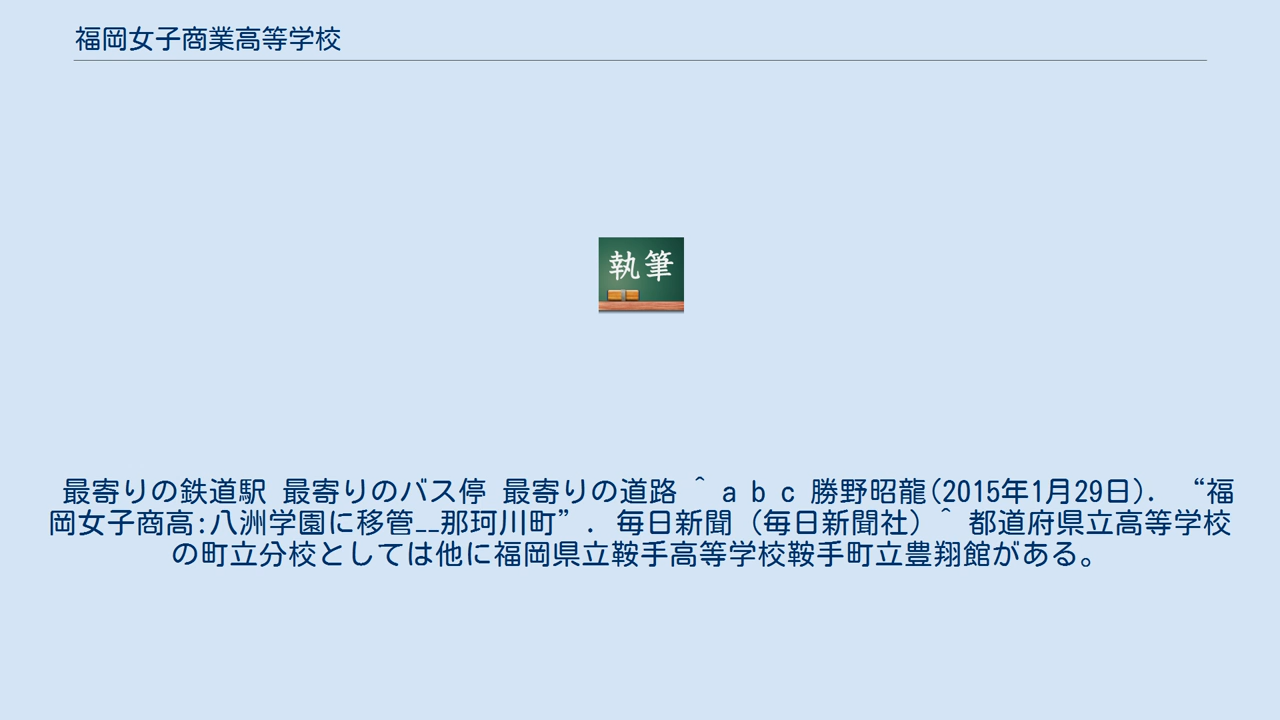 福岡女子商業高等学校
執筆
最寄りの鉄道駅 最寄りのバス停 最寄りの道路 ^ a b c 勝野昭龍(2015年1月29日). “福
岡女子商高:八洲学園に移管__那珂川町”. 毎日新聞 (毎日新聞社) ^ 都道府県立高等学校
の町立分校としては他に福岡県立鞍手高等学校鞍手町立豊翔館がある。